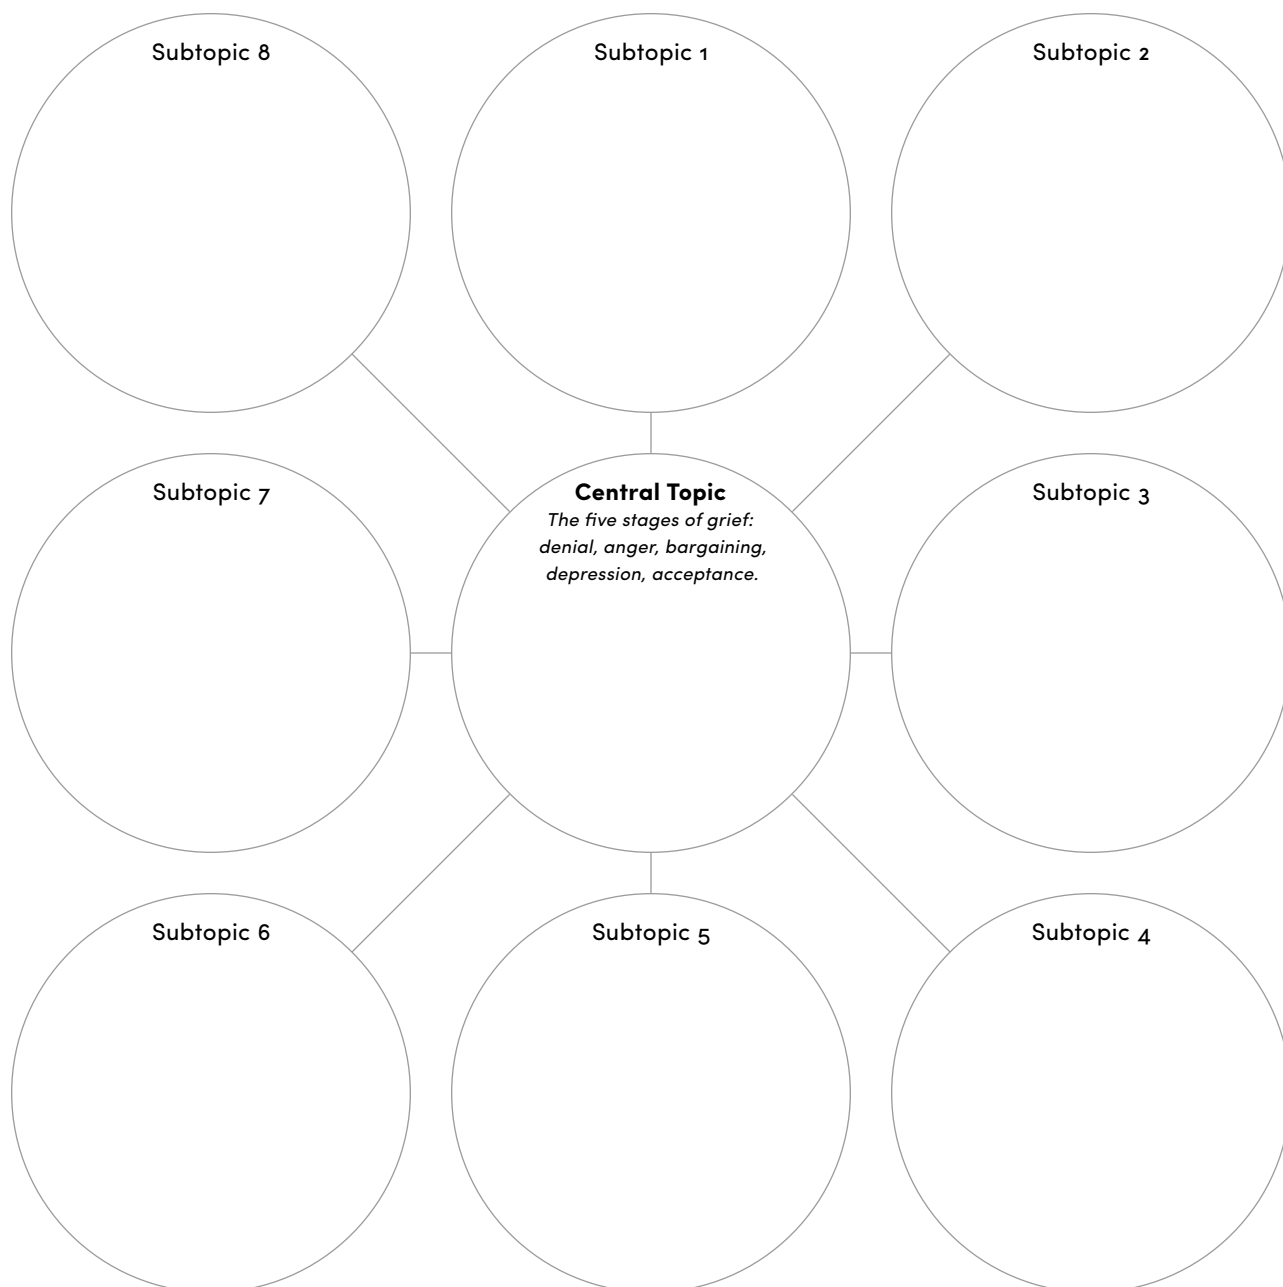 Subtopic 8
Subtopic 1
Subtopic 2
Subtopic 7
Central Topic
The five stages of grief:
denial, anger, bargaining,
depression, acceptance.
Subtopic 3
Subtopic 6
Subtopic 5
Subtopic 4